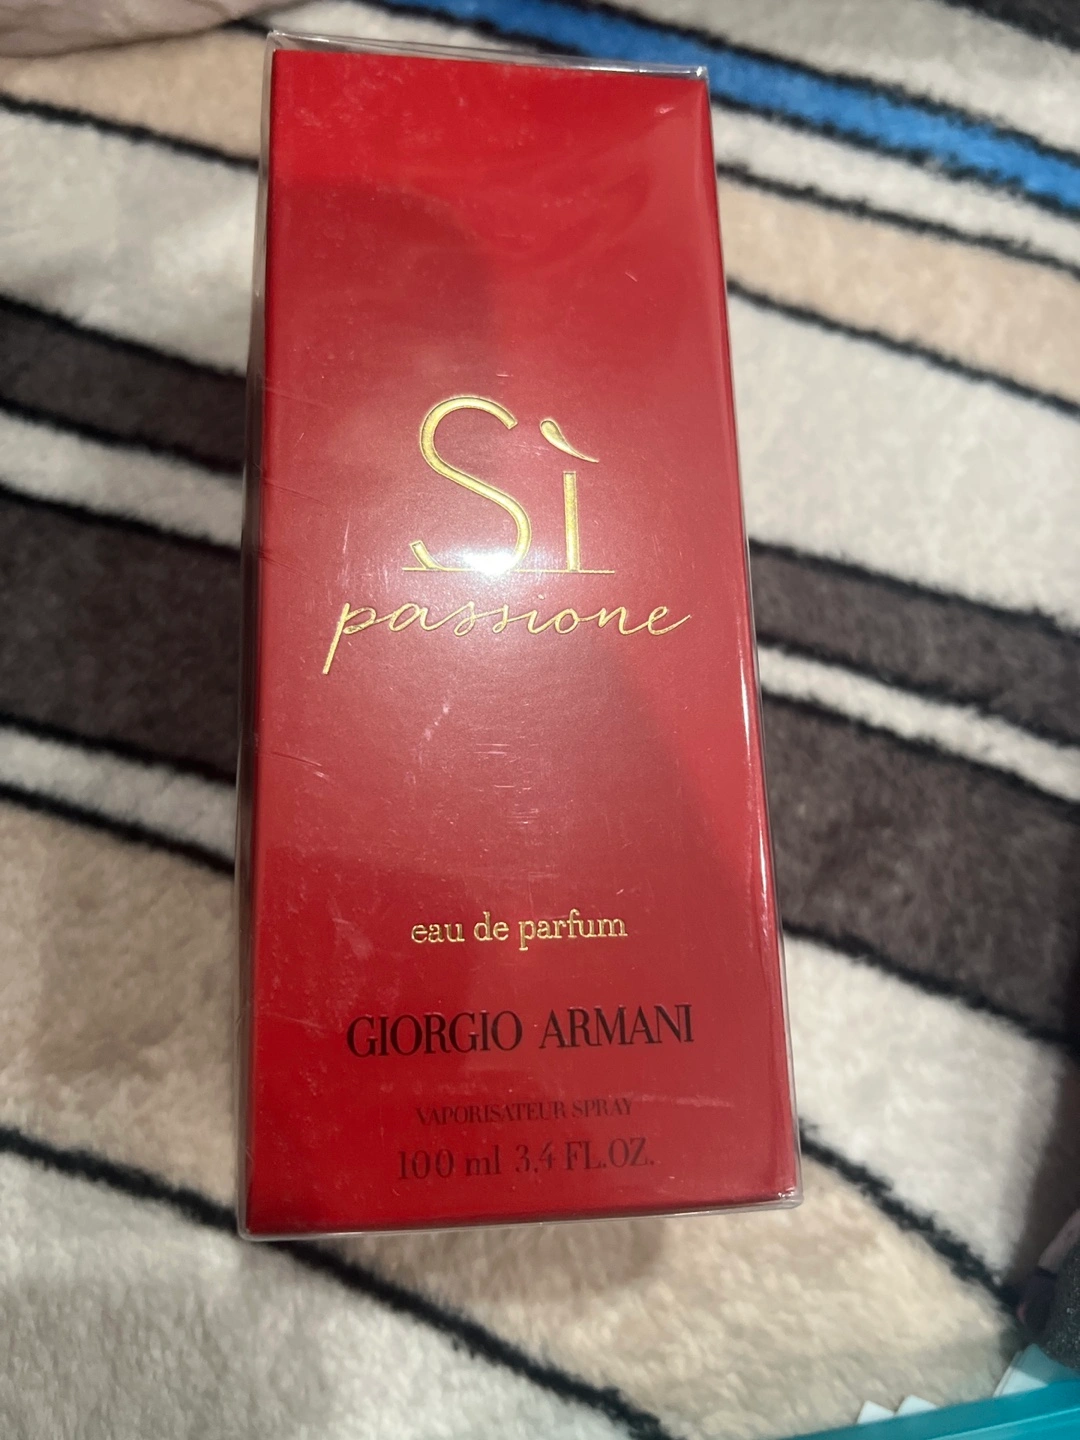 Sì
passione
eau de parfum
GIORGIO ARMANI
VAPORISATEUR SPRAY
100 ml 3.4 FL.OZ.